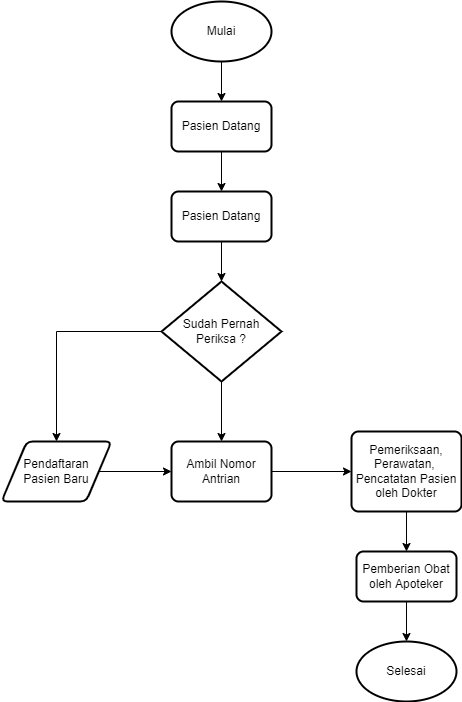 Mulai
Pasien Datang
Pasien Datang
Sudah Pernah
Periksa ?
Pendaftaran
Pasien Baru
Ambil Nomor
Antrian
Pemeriksaan,
Perawatan,
Pencatatan Pasien
oleh Dokter
Pemberian Obat
oleh Apoteker
Selesai